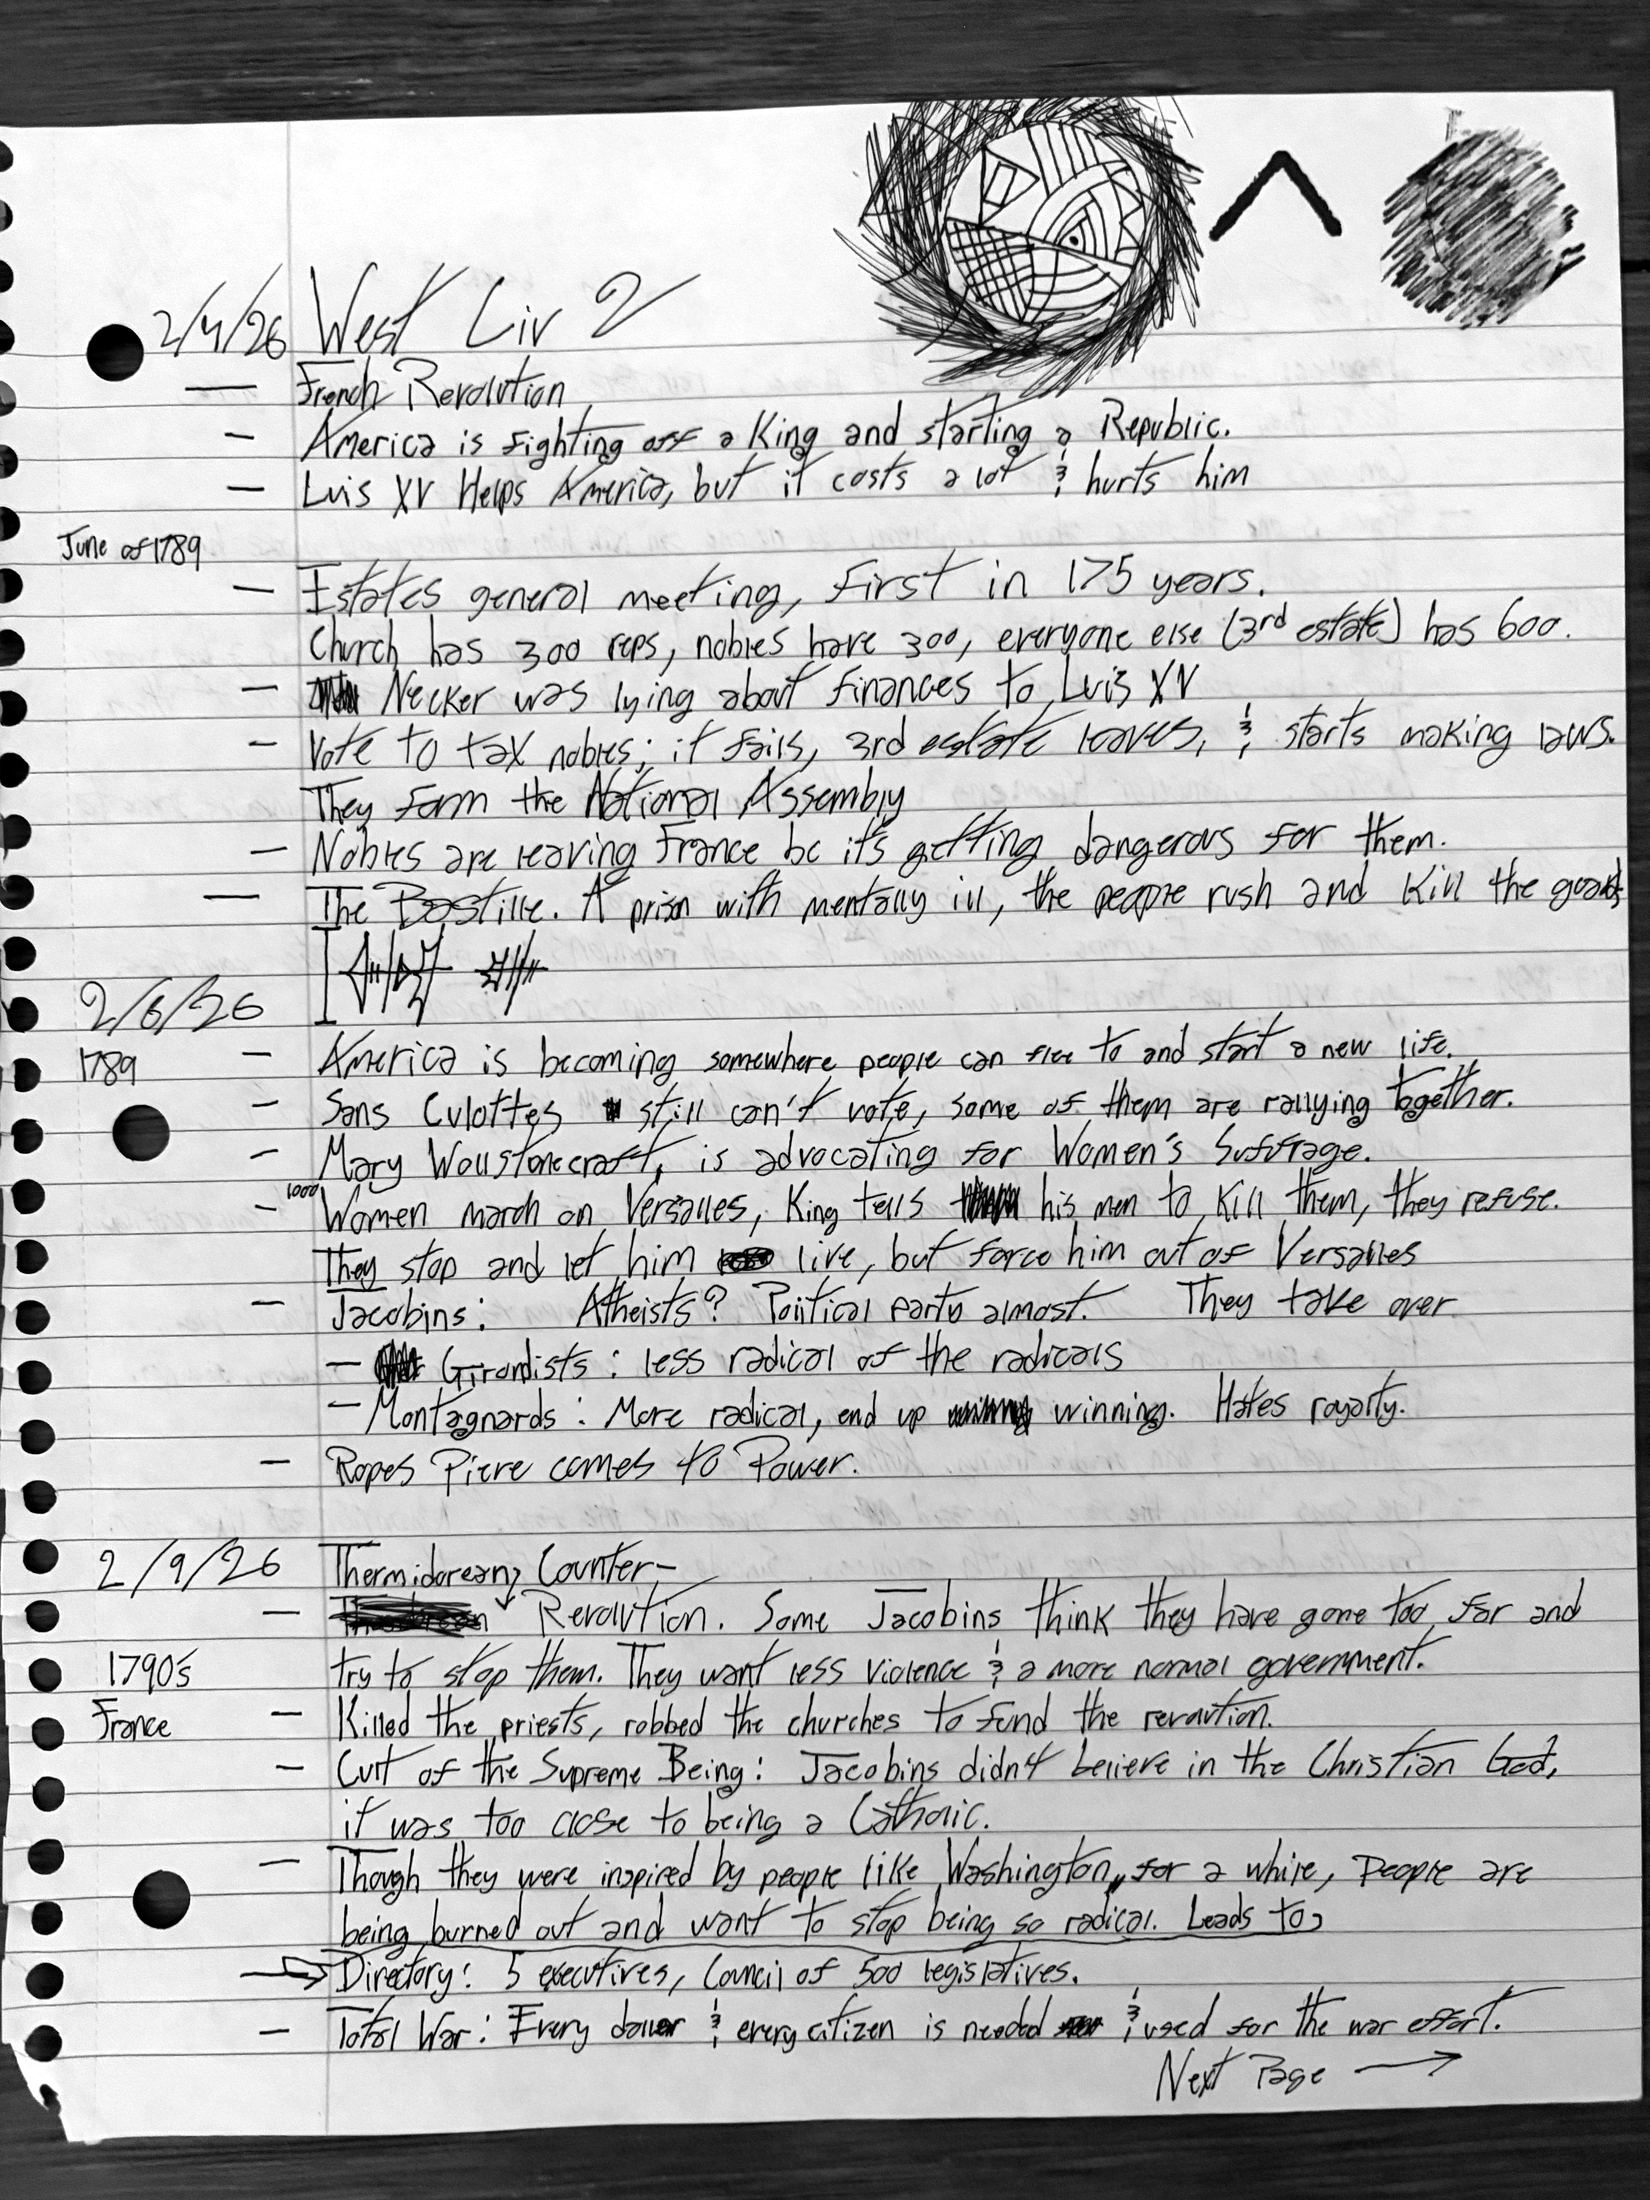 2/4/26 West Civ 2
— French Revolution
— America is fighting off a King and starting a Republic.
— Luis XV Helps America, but it costs a lot & hurts him
June of 1789
— Estates general meeting, first in 175 years.
Church has 300 reps, nobles have 300, everyone else (3rd estate) has 600.
— Necker was lying about finances to Luis XV
— Vote to tax nobles; it fails, 3rd estate leaves, & starts making laws.
They form the National Assembly
— Nobles are leaving France bc it's getting dangerous for them.
— The Bastille. A prison with mentally ill, the people rush and kill the guards
2/6/26
1789 — America is becoming somewhere people can flee to and start a new life.
— Sans Culottes still can't vote, some of them are rallying together.
— Mary Wollstonecraft, is advocating for Women's Suffrage.
— 1000 Women march on Versailles, King tells his men to kill them, they refuse.
They stop and let him live, but force him out of Versailles
— Jacobins: Atheists? Political party almost. They take over
— Girondists: less radical of the radicals
— Montagnards: More radical, end up winning. Hates royalty.
— Ropes Piere comes to Power.
2/9/26 Thermidorean Counter-
— Revolution. Some Jacobins think they have gone too far and
1790s try to stop them. They want less violence & a more normal government.
France — Killed the priests, robbed the churches to fund the revolution.
— Cult of the Supreme Being: Jacobins didn't believe in the Christian God,
it was too close to being a Catholic.
— Though they were inspired by people like Washington, for a while, People are
being burned out and want to stop being so radical. Leads to
→ Directory: 5 executives, Council of 500 legislatives.
— Total War: Every dollar & every citizen is needed & used for the war effort.
Next Page →